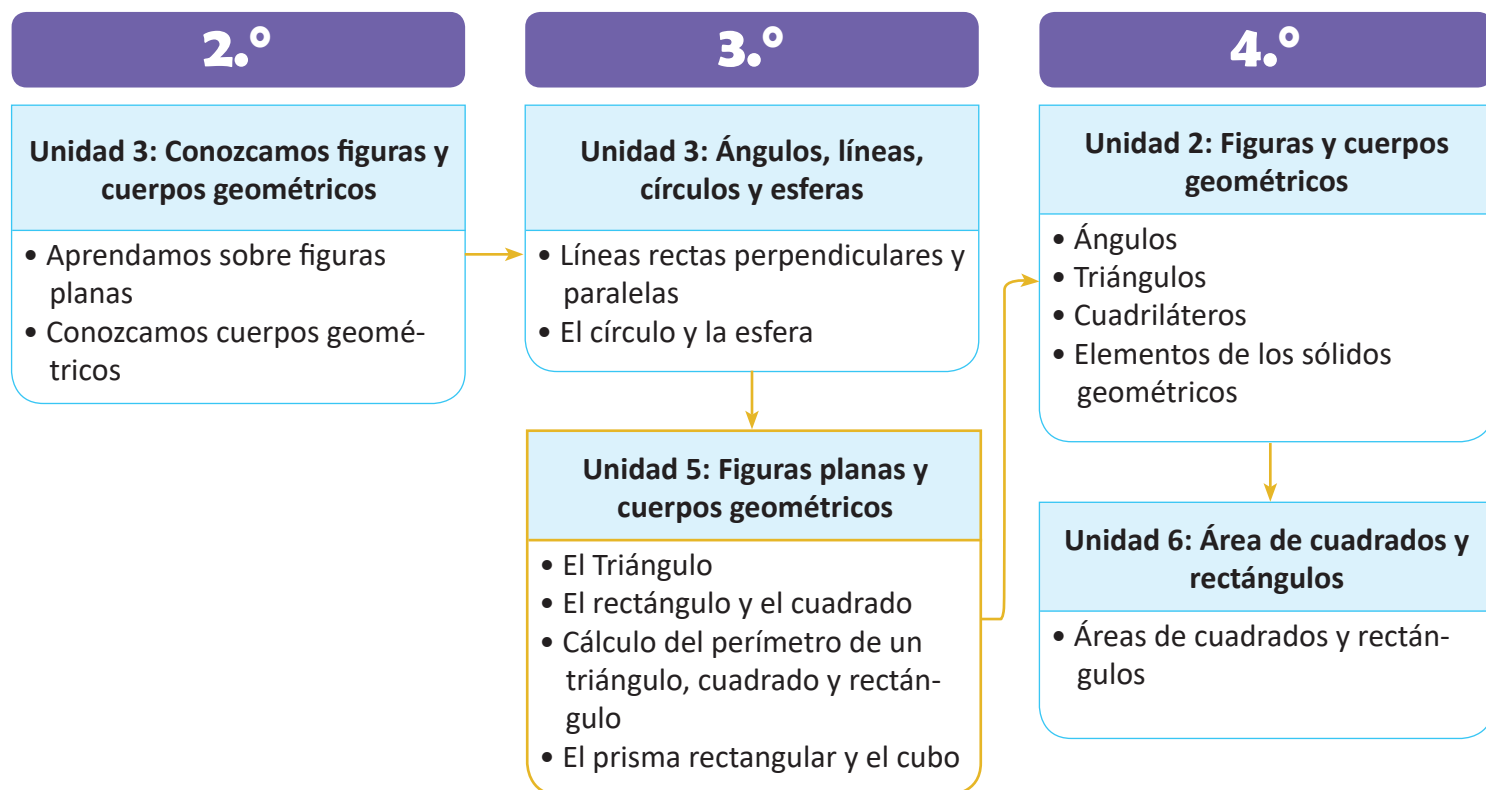 2.º
Unidad 3: Conozcamos figuras y
cuerpos geométricos
• Aprendamos sobre figuras
planas
• Conozcamos cuerpos geomé-
tricos
3.º
Unidad 3: Ángulos, líneas,
círculos y esferas
• Líneas rectas perpendiculares y
paralelas
• El círculo y la esfera
Unidad 5: Figuras planas y
cuerpos geométricos
• El Triángulo
• El rectángulo y el cuadrado
• Cálculo del perímetro de un
triángulo, cuadrado y rectán-
gulo
• El prisma rectangular y el cubo
4.º
Unidad 2: Figuras y cuerpos
geométricos
• Ángulos
• Triángulos
• Cuadriláteros
• Elementos de los sólidos
geométricos
Unidad 6: Área de cuadrados y
rectángulos
• Áreas de cuadrados y rectán-
gulos